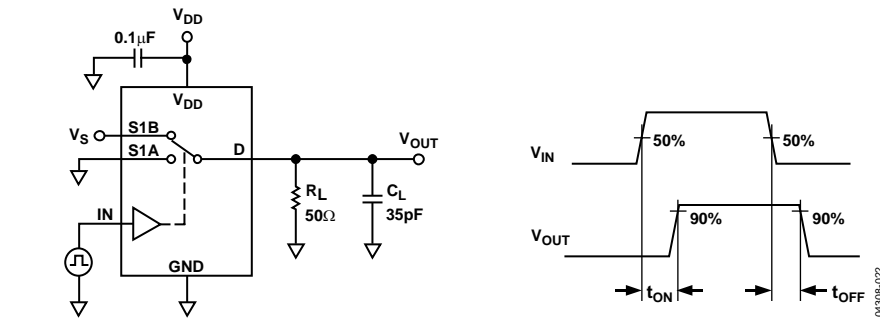 VDD
0.1μF
VDD
VS
S1B
S1A
D
VOUT
RL
50Ω
CL
35pF
IN
GND
VIN
50%
50%
VOUT
90%
90%
tON
tOFF
04308-022